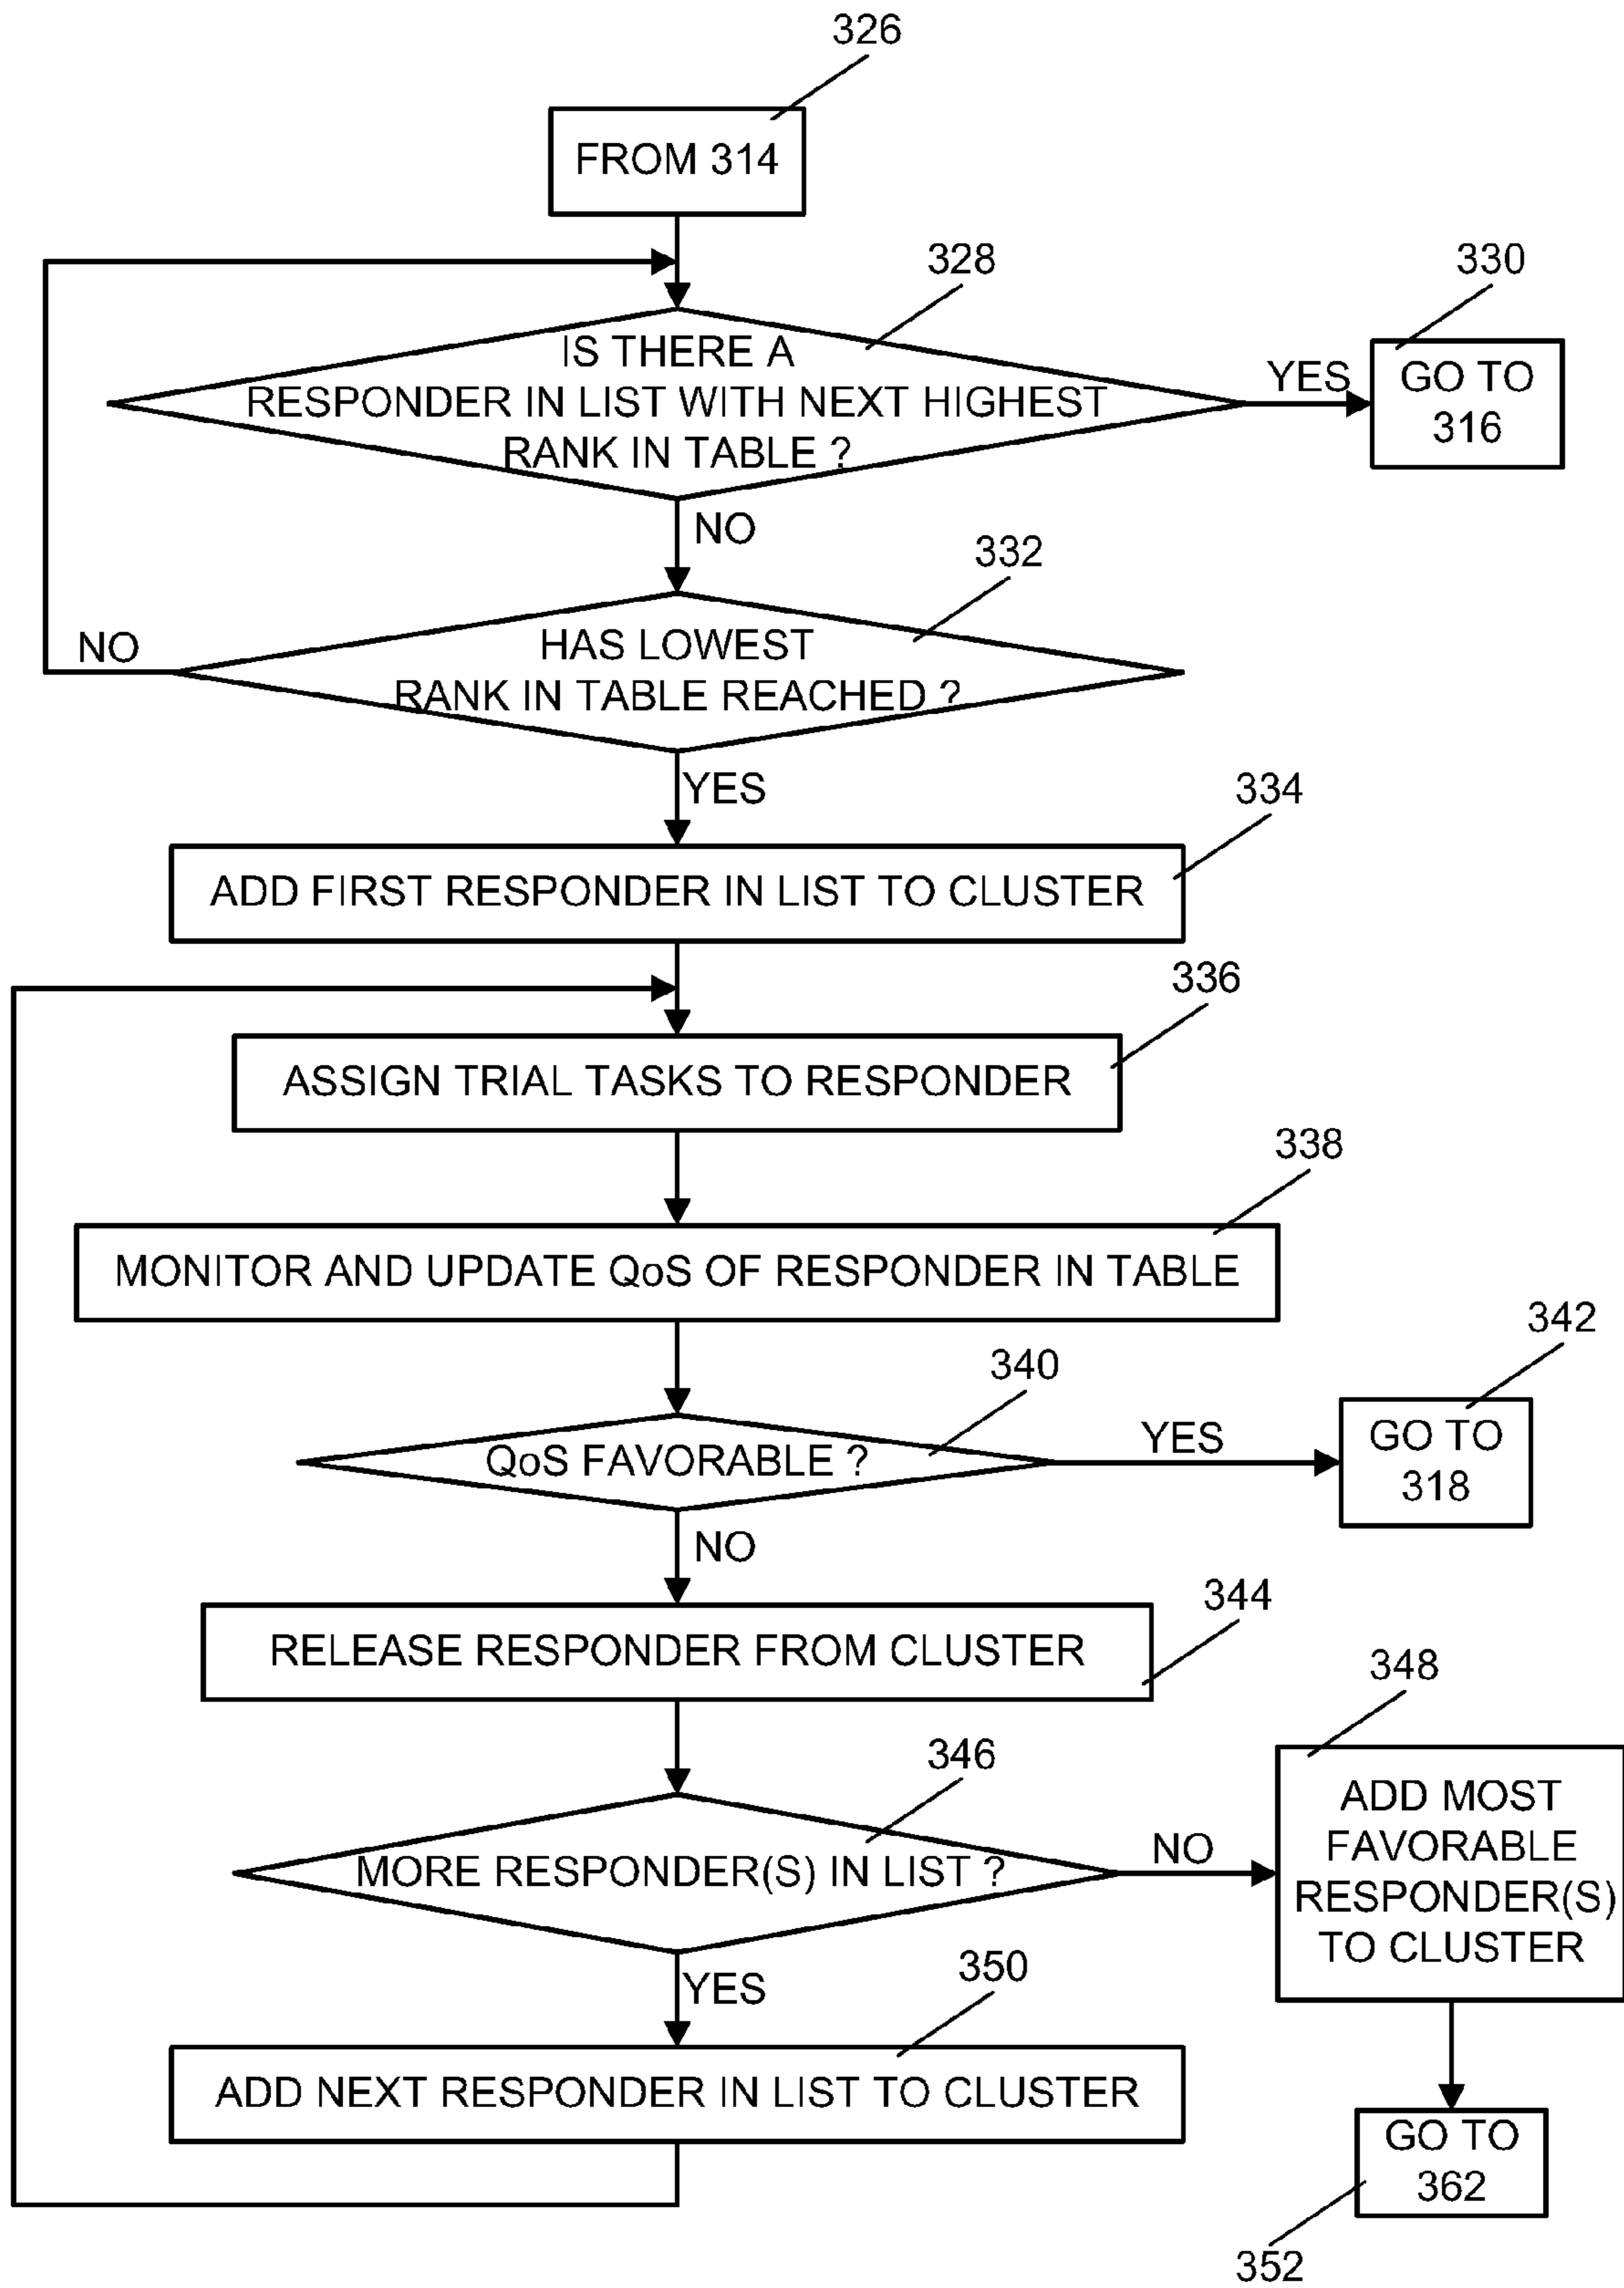 326
FROM 314
328
330
IS THERE A
RESPONDER IN LIST WITH NEXT HIGHEST
RANK IN TABLE ?
YES
GO TO
316
NO
332
HAS LOWEST
RANK IN TABLE REACHED ?
NO
YES
334
ADD FIRST RESPONDER IN LIST TO CLUSTER
336
ASSIGN TRIAL TASKS TO RESPONDER
338
MONITOR AND UPDATE QoS OF RESPONDER IN TABLE
340
342
QoS FAVORABLE ?
YES
GO TO
318
NO
344
RELEASE RESPONDER FROM CLUSTER
346
348
MORE RESPONDER(S) IN LIST ?
NO
ADD MOST
FAVORABLE
RESPONDER(S)
TO CLUSTER
YES
350
ADD NEXT RESPONDER IN LIST TO CLUSTER
GO TO
362
352